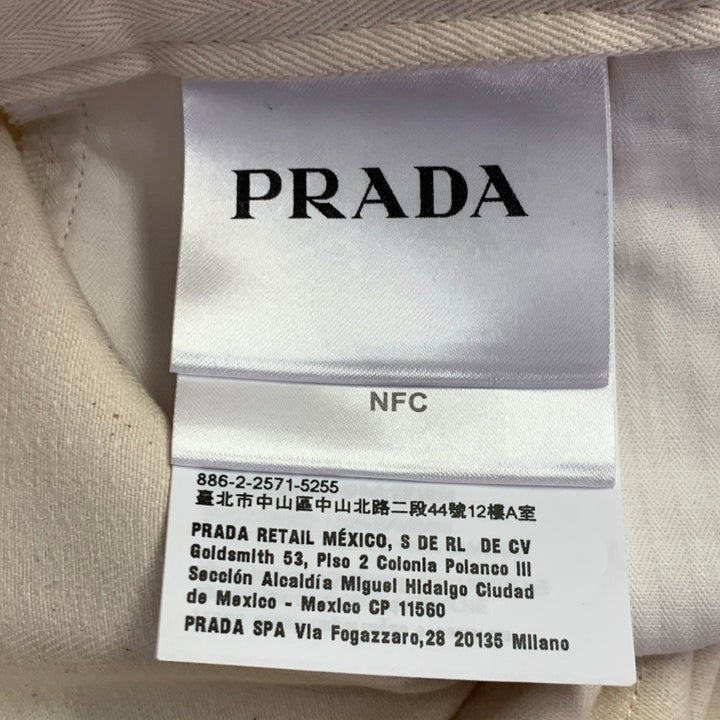 PRADA
NFC
886-2-2571-5255
臺北市中山區中山北路二段44號12樓A室
PRADA RETAIL MÉXICO, S DE RL DE CV
Goldsmith 53, Piso 2 Colonia Polanco III
Sección Alcaldía Miguel Hidalgo Ciudad
de Mexico - Mexico CP 11560
PRADA SPA Via Fogazzaro,28 20135 Milano